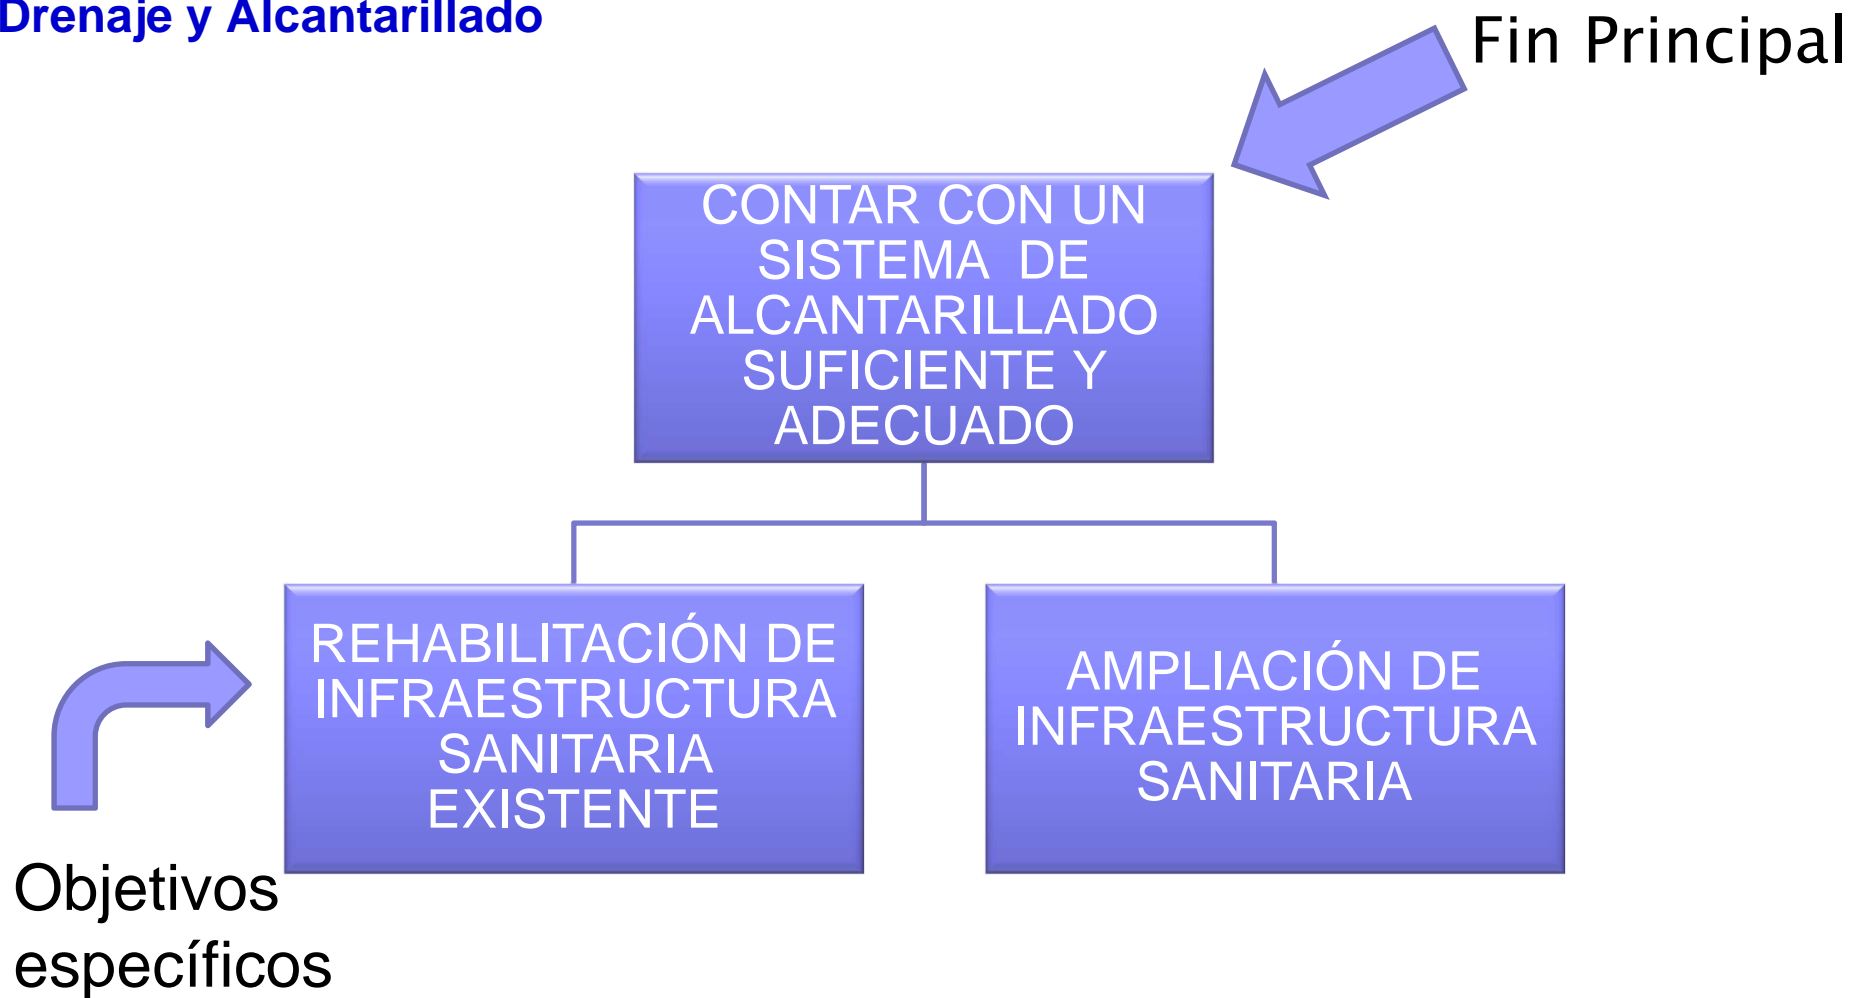 Drenaje y Alcantarillado
Fin Principal
CONTAR CON UN
SISTEMA  DE
ALCANTARILLADO
SUFICIENTE Y
ADECUADO
REHABILITACIÓN DE
INFRAESTRUCTURA
SANITARIA
EXISTENTE
AMPLIACIÓN DE
INFRAESTRUCTURA
SANITARIA
Objetivos
específicos